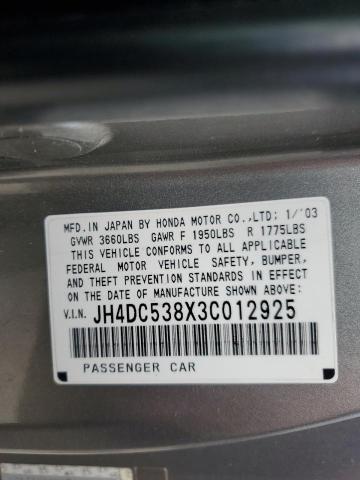 MFD.IN JAPAN BY HONDA MOTOR CO.,LTD: 1/'03
GVWR 3660LBS GAWR F 1950LBS R 1775LBS
THIS VEHICLE CONFORMS TO ALL APPLICABLE
FEDERAL MOTOR VEHICLE SAFETY, BUMPER,
AND THEFT PREVENTION STANDARDS IN EFFECT
ON THE DATE OF MANUFACTURE SHOWN ABOVE.
V.I.N. JH4DC538X3C012925
PASSENGER CAR